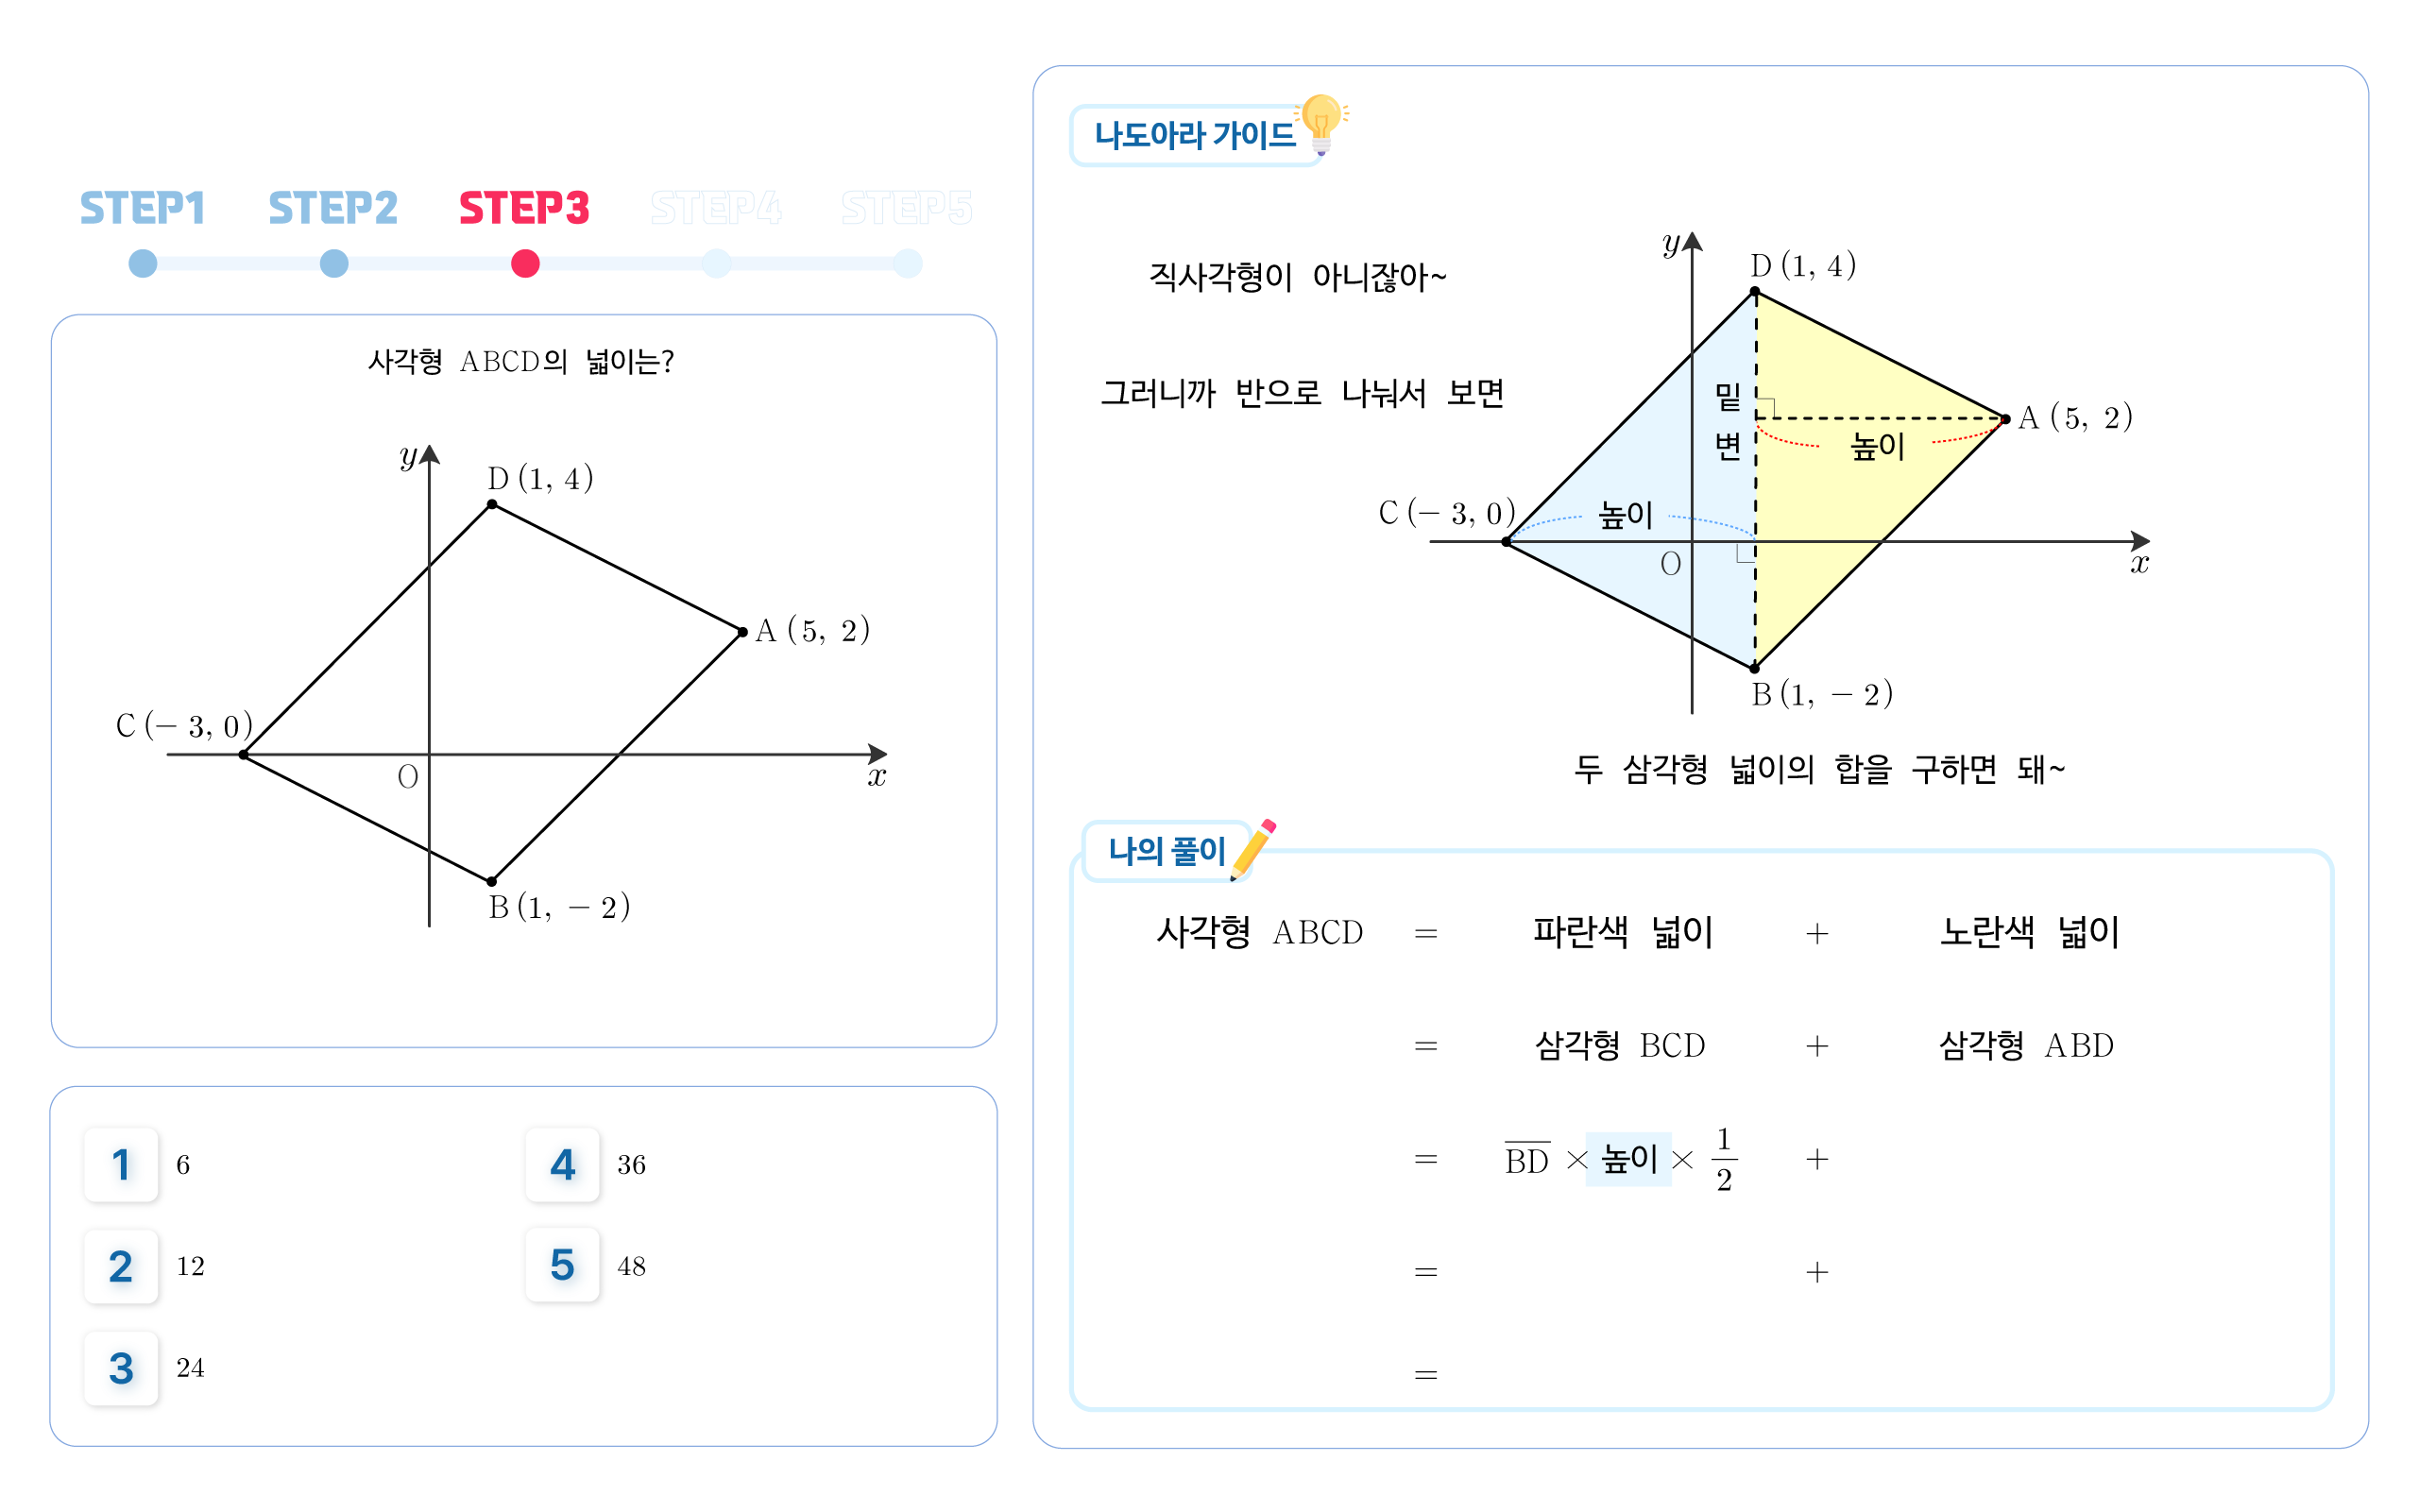 STEP1 STEP2 STEP3 STEP4 STEP5
사각형 ABCD의 넓이는?
y
D (1, 4)
A (5, 2)
C (− 3, 0)
O
x
B (1, − 2)
1 6
2 12
3 24
4 36
5 48
나도아라 가이드
직사각형이 아니잖아~
그러니까 반으로 나눠서 보면
y
D (1, 4)
밑
변
A (5, 2)
높이
C (− 3, 0)
높이
O
x
B (1, − 2)
두 삼각형 넓이의 합을 구하면 돼~
나의 풀이
사각형 ABCD = 파란색 넓이 + 노란색 넓이
= 삼각형 BCD + 삼각형 ABD
= \overline{BD} × 높이 × \frac{1}{2} +
= +
=